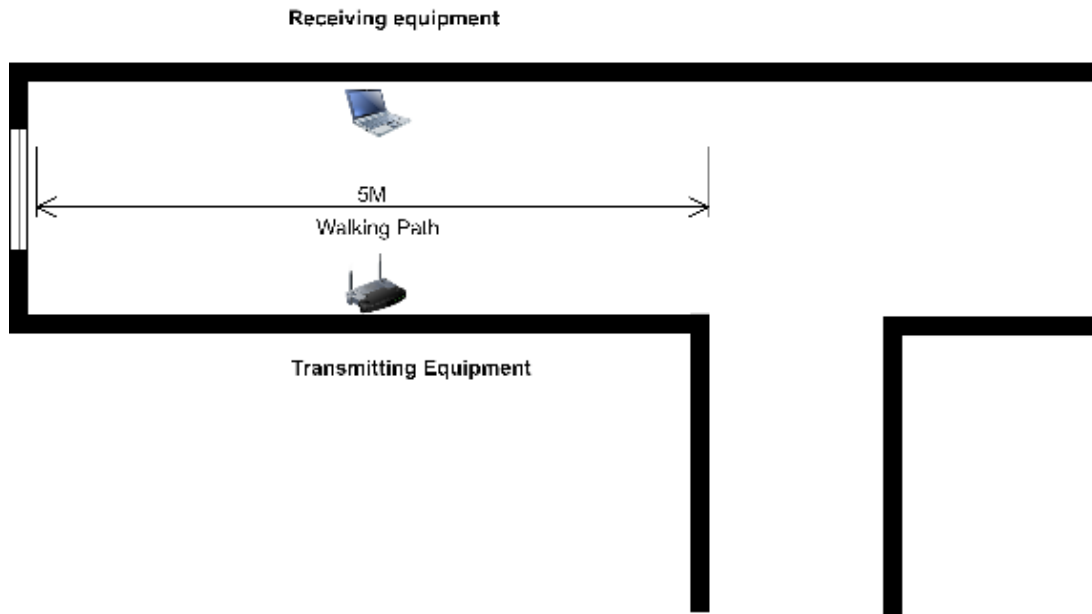 Receiving equipment
5M
Walking Path
Transmitting Equipment